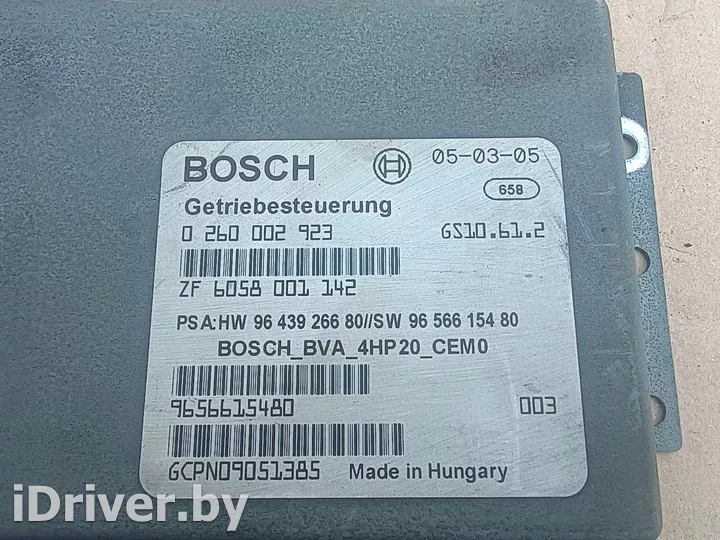 BOSCH 05-03-05
658
Getriebesteuerung
0 260 002 923 GS10.61.2
ZF 6058 001 142
PSA:HW 96 439 266 80//SW 96 566 154 80
BOSCH_BVA_4HP20_CEM0
9656615480 003
GCPN09051385 Made in Hungary
iDriver.by